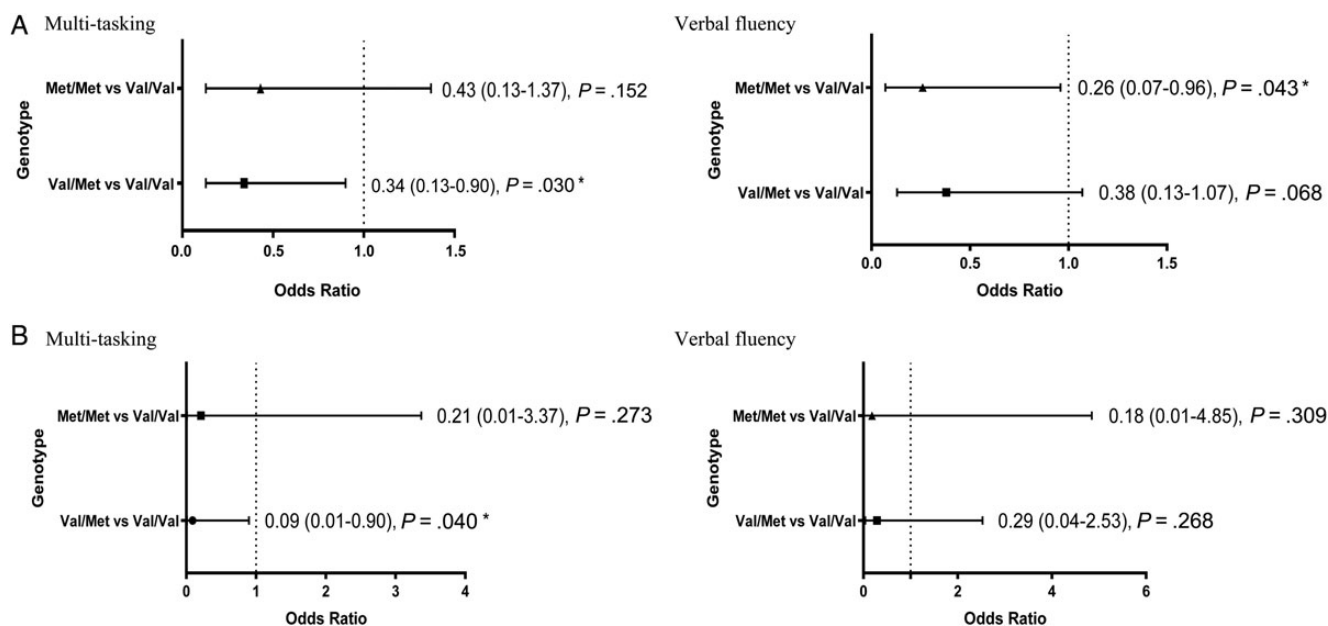 A Multi-tasking
Genotype
Met/Met vs Val/Val
0.43 (0.13-1.37), P = .152
Val/Met vs Val/Val
0.34 (0.13-0.90), P = .030 *
0.0 0.5 1.0 1.5
Odds Ratio
Verbal fluency
Genotype
Met/Met vs Val/Val
0.26 (0.07-0.96), P = .043 *
Val/Met vs Val/Val
0.38 (0.13-1.07), P = .068
0.0 0.5 1.0 1.5
Odds Ratio
B Multi-tasking
Genotype
Met/Met vs Val/Val
0.21 (0.01-3.37), P = .273
Val/Met vs Val/Val
0.09 (0.01-0.90), P = .040 *
0 1 2 3 4
Odds Ratio
Verbal fluency
Genotype
Met/Met vs Val/Val
0.18 (0.01-4.85), P = .309
Val/Met vs Val/Val
0.29 (0.04-2.53), P = .268
0 2 4 6
Odds Ratio